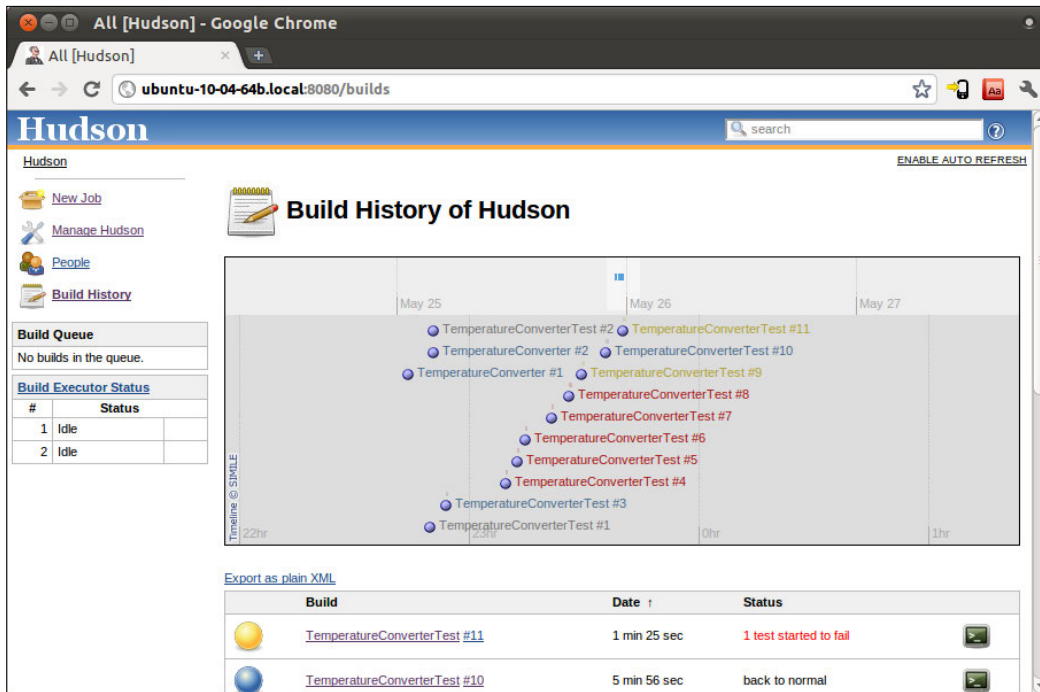 All [Hudson] - Google Chrome
All [Hudson]
ubuntu-10-04-64b.local:8080/builds
Aa
Hudson
search
?
Hudson
ENABLE AUTO REFRESH
New Job
Manage Hudson
People
Build History
Build Queue
No builds in the queue.
Build Executor Status
# Status
1 Idle
2 Idle
Build History of Hudson
May 25 May 26 May 27
TemperatureConverterTest #2 TemperatureConverterTest #11
TemperatureConverter #2 TemperatureConverterTest #10
TemperatureConverter #1 TemperatureConverterTest #9
TemperatureConverterTest #8
TemperatureConverterTest #7
TemperatureConverterTest #6
TemperatureConverterTest #5
TemperatureConverterTest #4
TemperatureConverterTest #3
TemperatureConverterTest #1
22hr 23hr 0hr 1hr
Timeline © SIMILE
Export as plain XML
Build Date ↑ Status
TemperatureConverterTest #11 1 min 25 sec 1 test started to fail
TemperatureConverterTest #10 5 min 56 sec back to normal